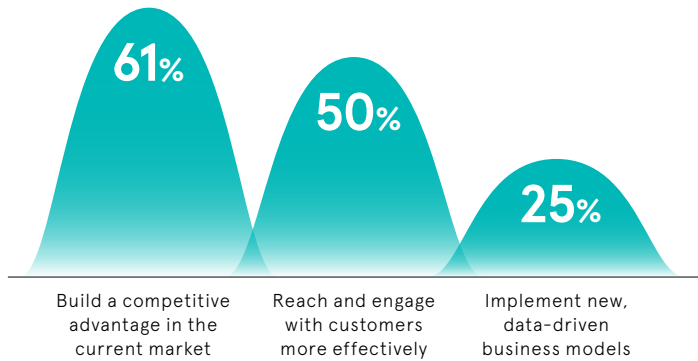 61%
50%
25%
Build a competitive
advantage in the
current market
Reach and engage
with customers
more effectively
Implement new,
data-driven
business models